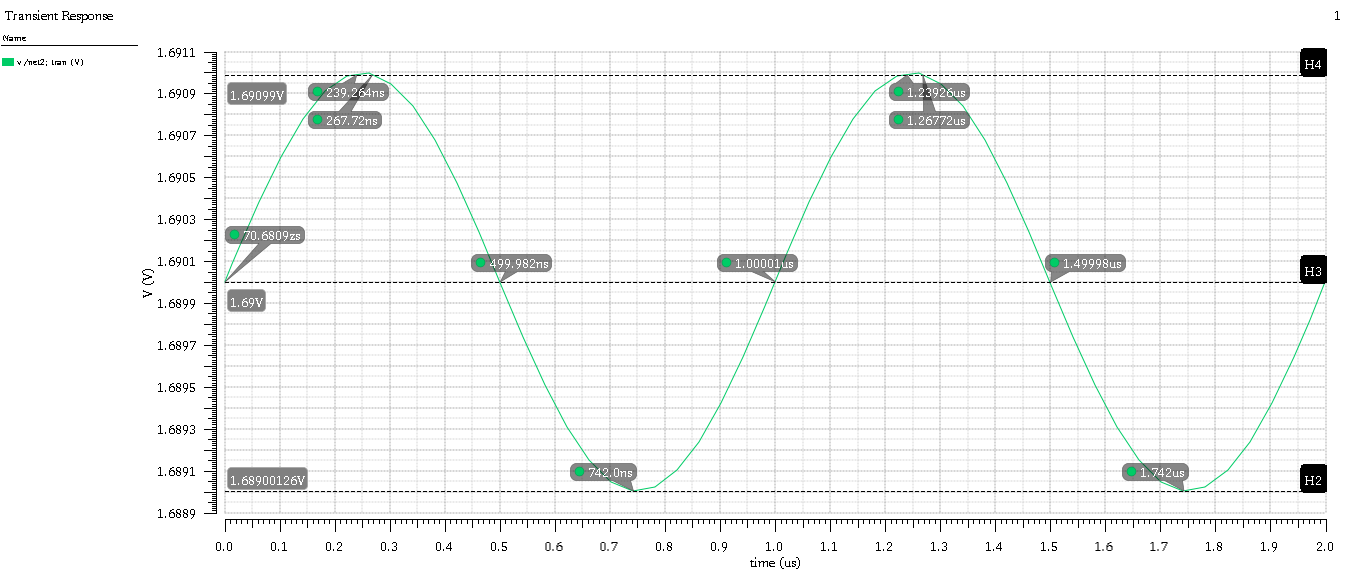 Transient Response 1
Name
v /net2; tran (V)
1.6911
H4
1.6909
1.69099V
239.264ns
1.23926us
267.72ns
1.26772us
1.6907
1.6905
1.6903
70.6809zs
1.6901
499.982ns
1.00001us
1.49998us
H3
V (V)
1.6899
1.69V
1.6897
1.6895
1.6893
1.6891
742.0ns
1.742us
1.68900126V
H2
1.6889
0.0 0.1 0.2 0.3 0.4 0.5 0.6 0.7 0.8 0.9 1.0 1.1 1.2 1.3 1.4 1.5 1.6 1.7 1.8 1.9 2.0
time (us)